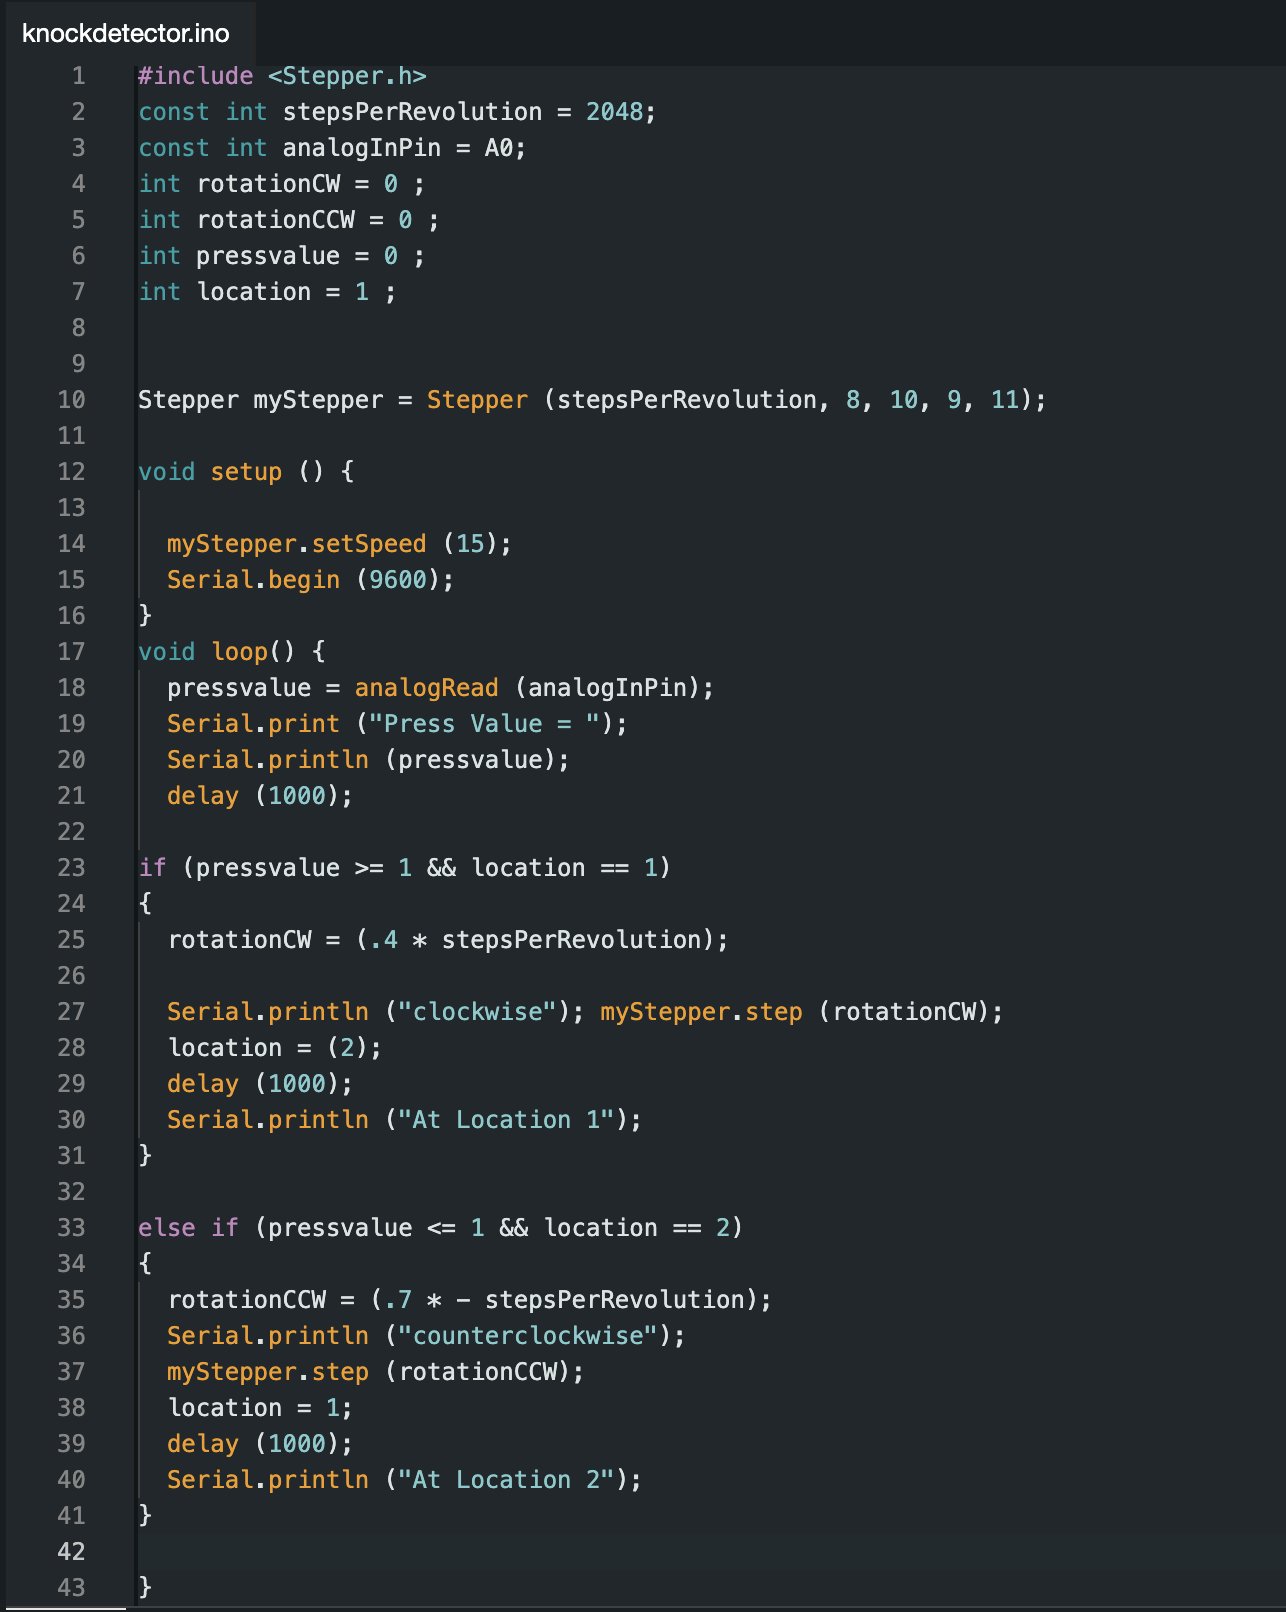 knockdetector.ino
1 #include <Stepper.h>
2 const int stepsPerRevolution = 2048;
3 const int analogInPin = A0;
4 int rotationCW = 0 ;
5 int rotationCCW = 0 ;
6 int pressvalue = 0 ;
7 int location = 1 ;
8
9
10 Stepper myStepper = Stepper (stepsPerRevolution, 8, 10, 9, 11);
11
12 void setup () {
13
14   myStepper.setSpeed (15);
15   Serial.begin (9600);
16 }
17 void loop() {
18   pressvalue = analogRead (analogInPin);
19   Serial.print ("Press Value = ");
20   Serial.println (pressvalue);
21   delay (1000);
22
23 if (pressvalue >= 1 && location == 1)
24 {
25   rotationCW = (.4 * stepsPerRevolution);
26
27   Serial.println ("clockwise"); myStepper.step (rotationCW);
28   location = (2);
29   delay (1000);
30   Serial.println ("At Location 1");
31 }
32
33 else if (pressvalue <= 1 && location == 2)
34 {
35   rotationCCW = (.7 * - stepsPerRevolution);
36   Serial.println ("counterclockwise");
37   myStepper.step (rotationCCW);
38   location = 1;
39   delay (1000);
40   Serial.println ("At Location 2");
41 }
42
43 }